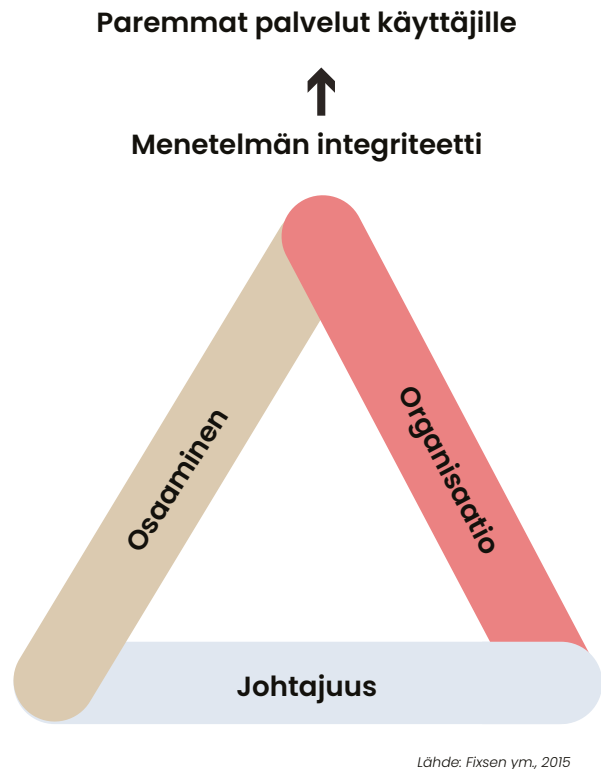 Paremmat palvelut käyttäjille
Menetelmän integriteetti
Osaaminen
Organisaatio
Johtajuus
Lähde: Fixsen ym., 2015